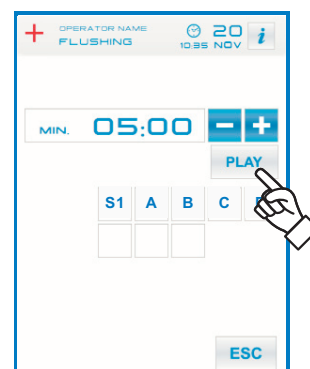 OPERATOR NAME
FLUSHING
10:35
20
NOV
i
MIN. 05:00 - +
PLAY
S1 A B C
ESC